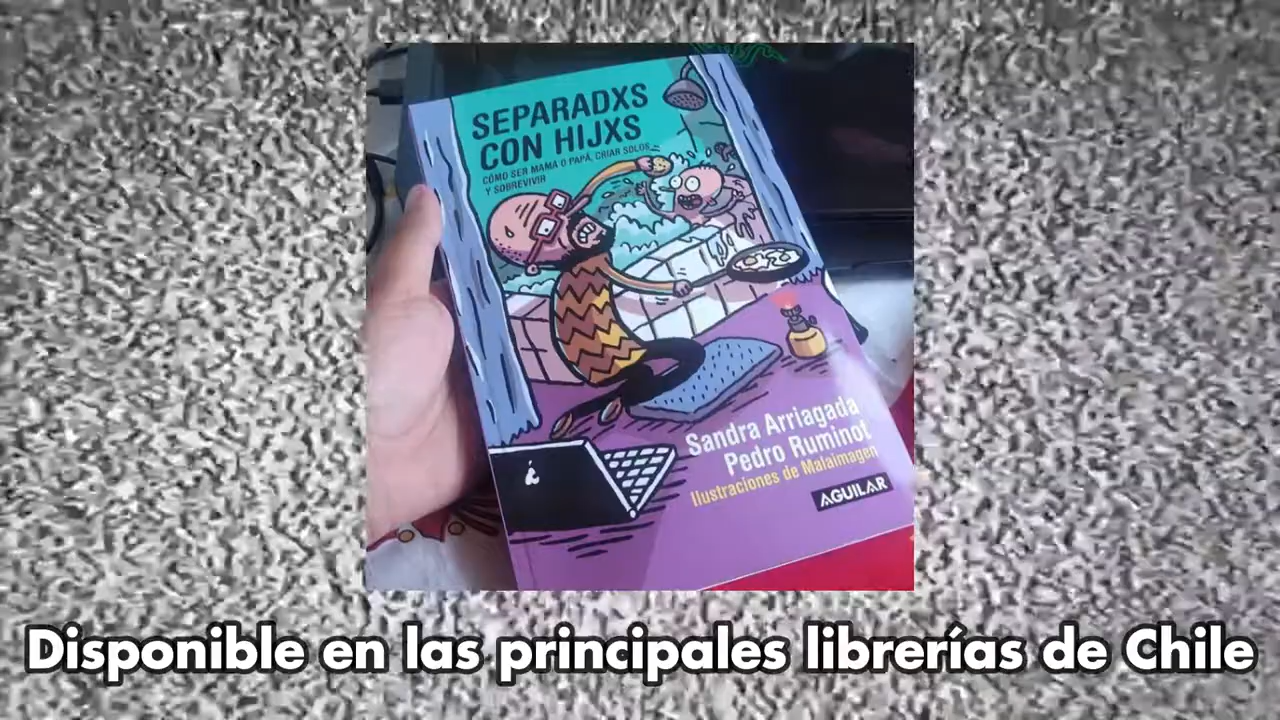 SEPARADXS
CON HIJXS
CÓMO SER MAMÁ O PAPÁ, CRIAR SOLOS
Y SOBREVIVIR
Sandra Arriagada
Pedro Ruminot
Ilustraciones de Malaimagen
AGUILAR
Disponible en las principales librerías de Chile